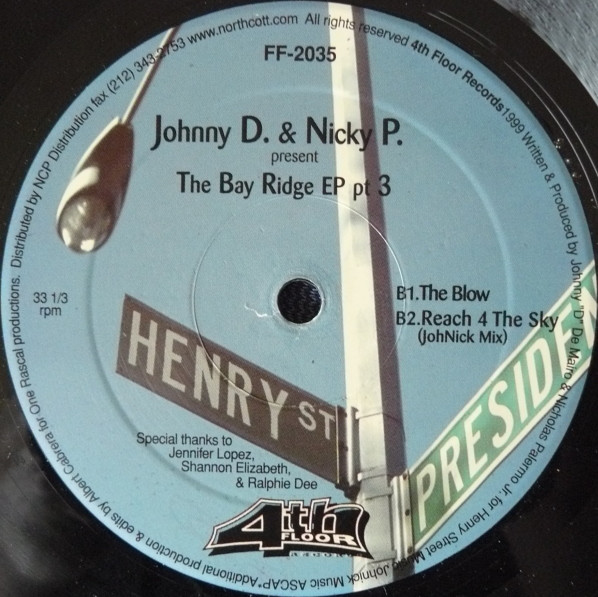 FF-2035
Johnny D. & Nicky P.
present
The Bay Ridge EP pt 3
33 1/3
rpm
B1.The Blow
B2.Reach 4 The Sky
(JohNick Mix)
HENRY ST
PRESIDEN
Special thanks to
Jennifer Lopez,
Shannon Elizabeth,
& Ralphie Dee
4th
FLOOR
RECORDS
Distributed by NCP Distribution fax (212) 343-2753 www.northcott.com All rights reserved 4th Floor Records 1999 Written & Produced by Johnny "D" De Mairo & Nicholas Palermo Jr. for Henry Street Music Johnick Music ASCAP*Additional production & edits by Albert Cabrera for One Rascal productions.